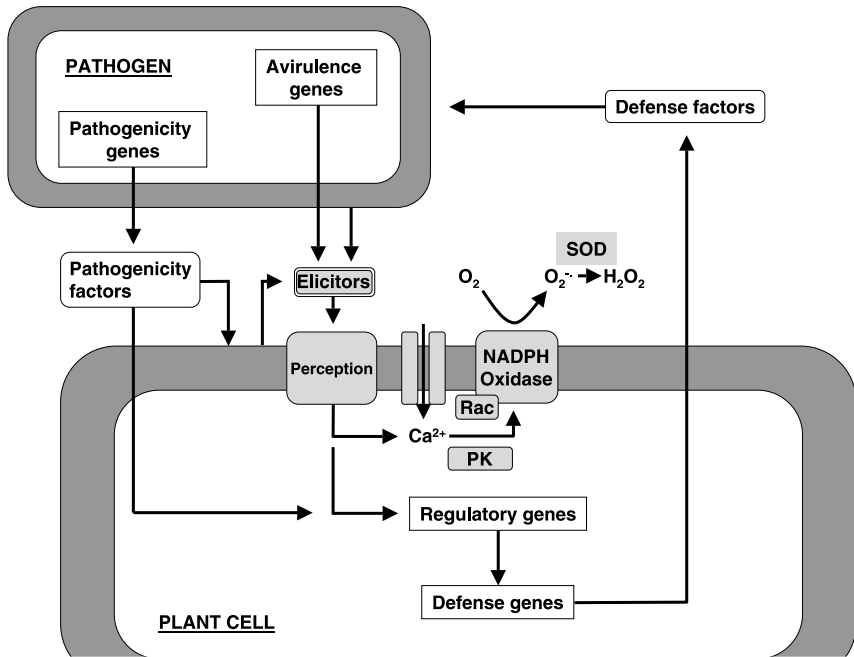 PATHOGEN
Avirulence
genes
Pathogenicity
genes
Defense factors
Pathogenicity
factors
Elicitors
SOD
O₂
O₂⁻·
H₂O₂
Perception
NADPH
Oxidase
Rac
Ca²⁺
PK
Regulatory genes
Defense genes
PLANT CELL